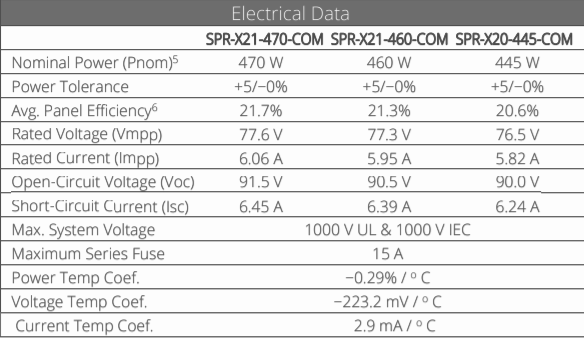 Electrical Data
SPR-X21-470-COM SPR-X21-460-COM SPR-X20-445-COM
Nominal Power (Pnom)⁵ 470 W 460 W 445 W
Power Tolerance +5/−0% +5/−0% +5/−0%
Avg. Panel Efficiency⁶ 21.7% 21.3% 20.6%
Rated Voltage (Vmpp) 77.6 V 77.3 V 76.5 V
Rated Current (Impp) 6.06 A 5.95 A 5.82 A
Open-Circuit Voltage (Voc) 91.5 V 90.5 V 90.0 V
Short-Circuit Current (Isc) 6.45 A 6.39 A 6.24 A
Max. System Voltage 1000 V UL & 1000 V IEC
Maximum Series Fuse 15 A
Power Temp Coef. −0.29% / º C
Voltage Temp Coef. −223.2 mV / º C
Current Temp Coef. 2.9 mA / º C